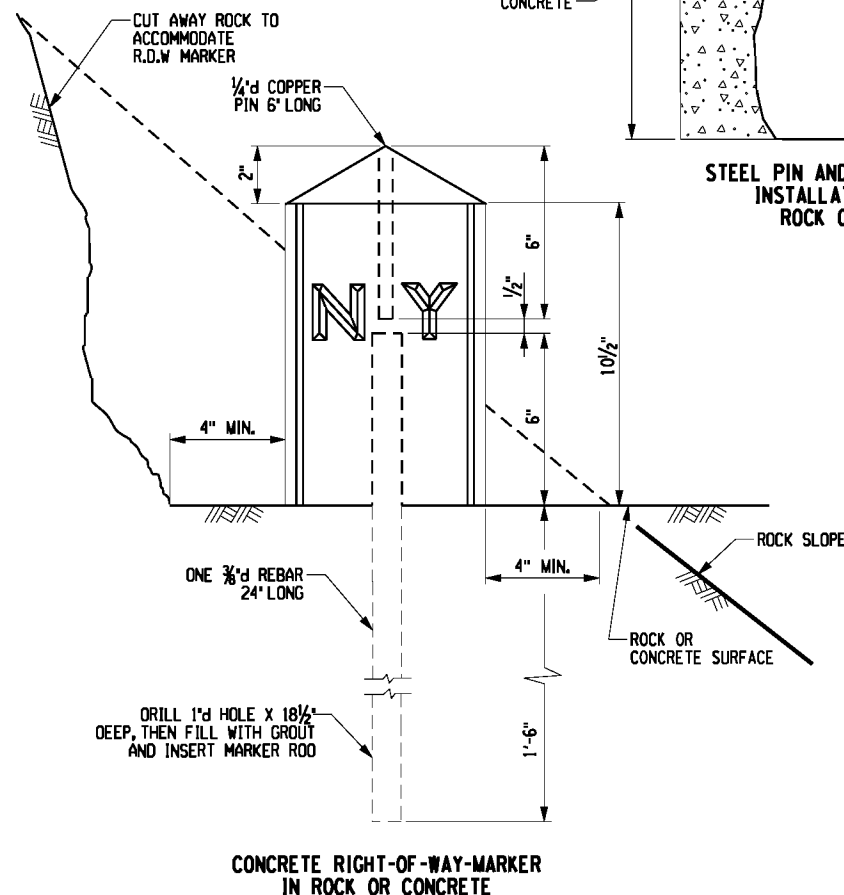 CONCRETE
CUT AWAY ROCK TO
ACCOMMODATE
R.O.W MARKER
¼"d COPPER
PIN 6" LONG
STEEL PIN AND
INSTALLAT
ROCK O
2"
6"
½"
10½"
N Y
4" MIN.
6"
ROCK SLOPE
ONE ⅜"d REBAR
24" LONG
4" MIN.
ROCK OR
CONCRETE SURFACE
DRILL 1"d HOLE X 18½"
DEEP, THEN FILL WITH GROUT
AND INSERT MARKER ROD
1'-6"
CONCRETE RIGHT-OF-WAY-MARKER
IN ROCK OR CONCRETE